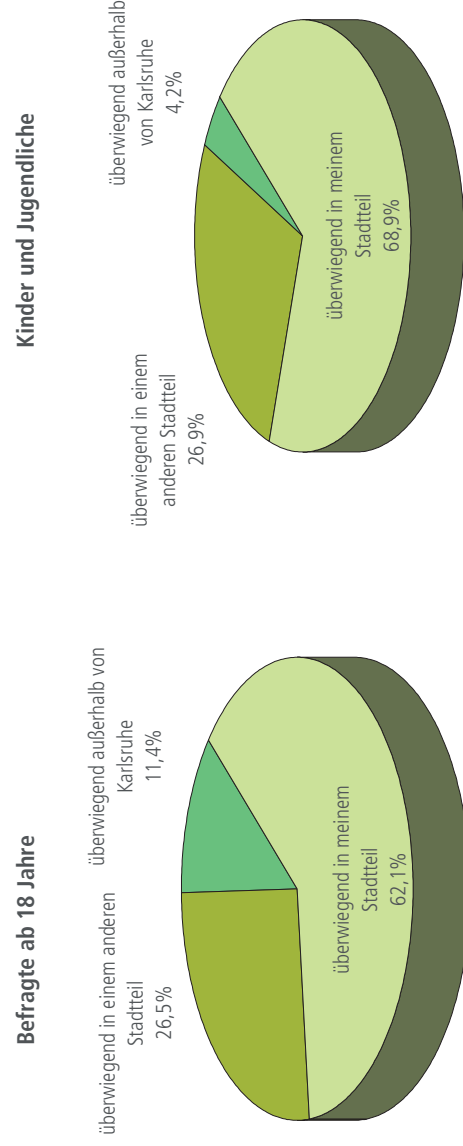 Befragte ab 18 Jahre
überwiegend in einem anderen
Stadtteil
26,5%
überwiegend außerhalb von
Karlsruhe
11,4%
überwiegend in meinem
Stadtteil
62,1%
Kinder und Jugendliche
überwiegend in einem
anderen Stadtteil
26,9%
überwiegend außerhalb
von Karlsruhe
4,2%
überwiegend in meinem
Stadtteil
68,9%